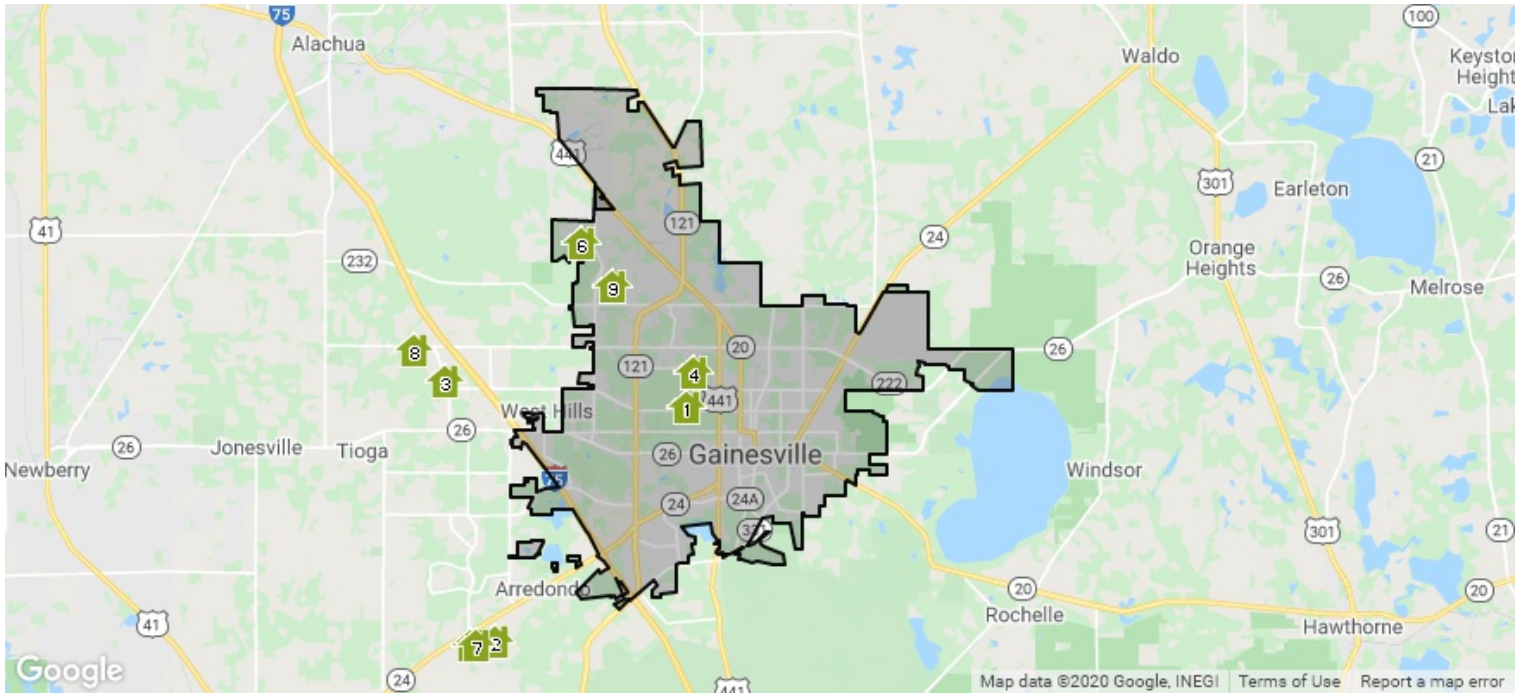 75
Alachua
100
Waldo
Keyston
Height
Lak
441
21
301
Earleton
41
121
24
6
232
Orange
Heights
26
9
Melrose
8
20
26
3
121
4
222
West Hills
441
1
26
Jonesville
Tioga
26
26
Gainesville
Newberry
75
Windsor
24
24A
331
301
21
Arredondo
20
20
Rochelle
41
Hawthorne
7
2
Google
24
441
Map data ©2020 Google, INEGI
Terms of Use
Report a map error